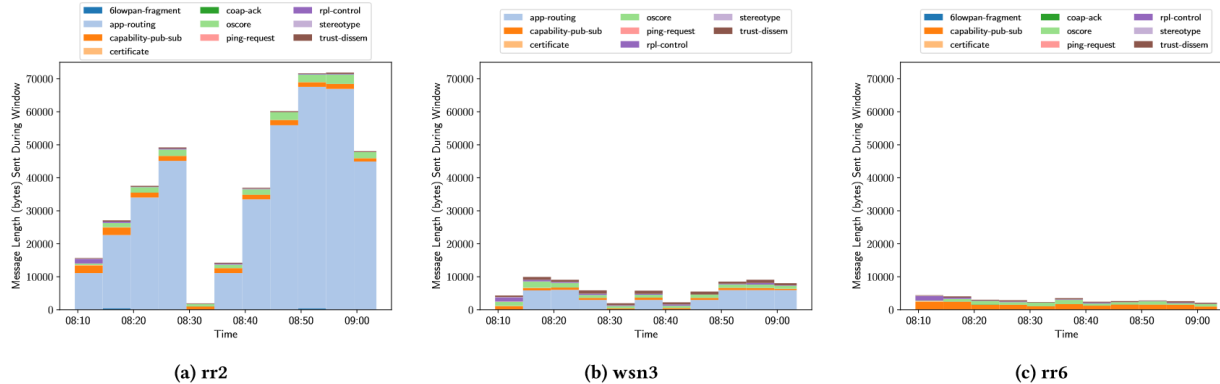 6lowpan-fragment
app-routing
capability-pub-sub
certificate
coap-ack
oscore
ping-request
rpl-control
stereotype
trust-dissem
Message Length (bytes) Sent During Window
70000
60000
50000
40000
30000
20000
10000
0
08:10 08:20 08:30 08:40 08:50 09:00
Time
(a) rr2
app-routing
capability-pub-sub
certificate
oscore
ping-request
rpl-control
stereotype
trust-dissem
Message Length (bytes) Sent During Window
70000
60000
50000
40000
30000
20000
10000
0
08:10 08:20 08:30 08:40 08:50 09:00
Time
(b) wsn3
6lowpan-fragment
capability-pub-sub
certificate
coap-ack
oscore
ping-request
rpl-control
stereotype
trust-dissem
Message Length (bytes) Sent During Window
70000
60000
50000
40000
30000
20000
10000
0
08:10 08:20 08:30 08:40 08:50 09:00
Time
(c) rr6